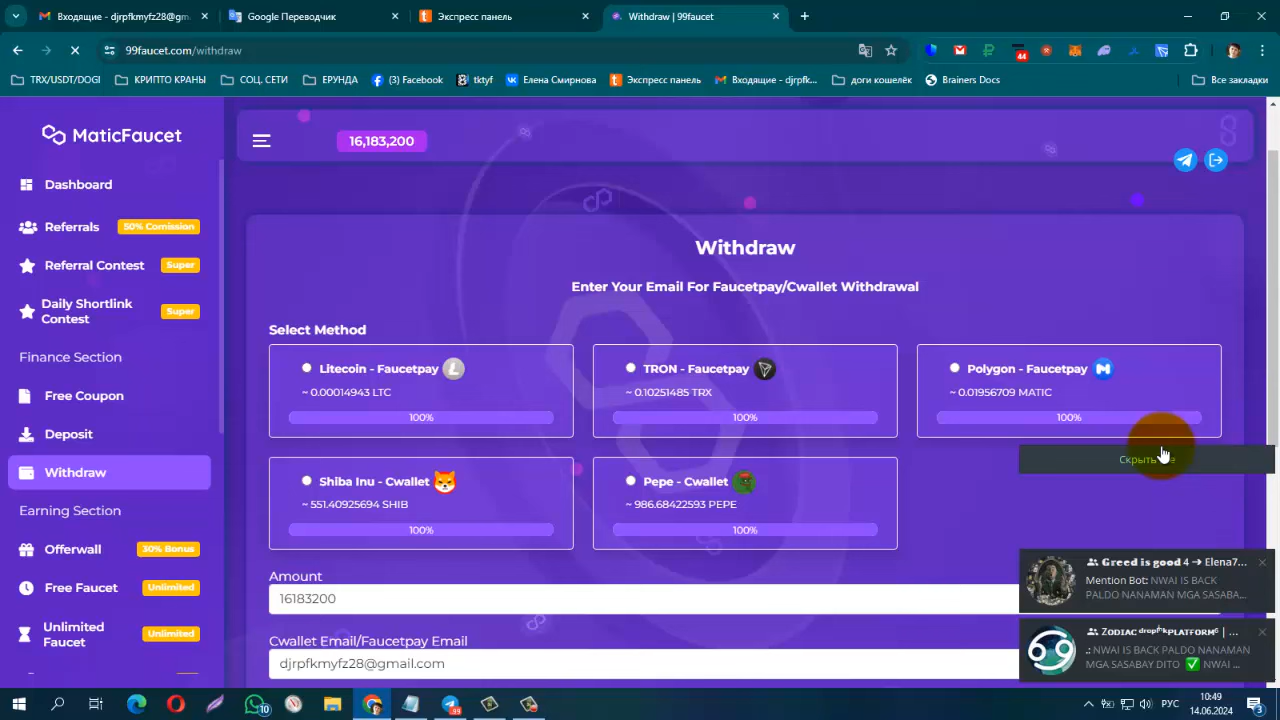 Входящие - djrpfkmyfz28@gm
Google Переводчик
Экспресс панель
Withdraw | 99faucet
99faucet.com/withdraw
44
TRX/USDT/DOGI
КРИПТО КРАНЫ
СОЦ. СЕТИ
ЕРУНДА
(3) Facebook
tktyf
Елена Смирнова
Экспресс панель
Входящие - djrpfk...
доги кошелёк
Brainers Docs
Все закладки
MaticFaucet
16,183,200
Dashboard
Referrals
50% Comission
Referral Contest
Super
Daily Shortlink
Contest
Super
Finance Section
Free Coupon
Deposit
Withdraw
Earning Section
Offerwall
30% Bonus
Free Faucet
Unlimited
Unlimited
Faucet
Unlimited
Withdraw
Enter Your Email For Faucetpay/Cwallet Withdrawal
Select Method
Litecoin - Faucetpay
~ 0.00014943 LTC
100%
TRON - Faucetpay
~ 0.10251485 TRX
100%
Polygon - Faucetpay
~ 0.01956709 MATIC
100%
Shiba Inu - Cwallet
~ 551.40925694 SHIB
100%
Pepe - Cwallet
~ 986.68422593 PEPE
100%
Amount
16183200
Cwallet Email/Faucetpay Email
djrpfkmyfz28@gmail.com
Greed is good 4 ➔ Elena7...
Mention Bot: NWAI IS BACK
PALDO NANAMAN MGA SASABA...
.: NWAI IS BACK PALDO NANAMAN
MGA SASABAY DITO ✅ NWAI ...
10
99
РУС
10:49
14.06.2024
3